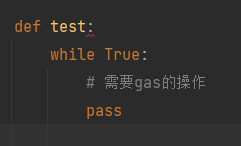 def test:
    while True:
        # 需要gas的操作
        pass